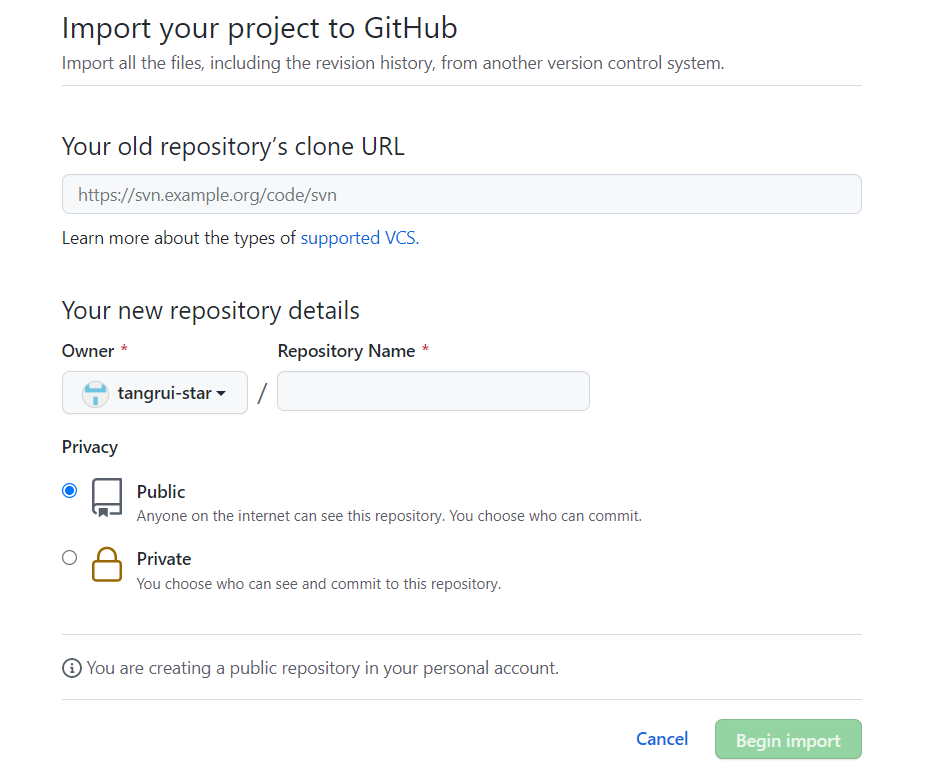 Import your project to GitHub
Import all the files, including the revision history, from another version control system.
Your old repository’s clone URL
https://svn.example.org/code/svn
Learn more about the types of supported VCS.
Your new repository details
Owner * Repository Name *
tangrui-star /
Privacy
Public
Anyone on the internet can see this repository. You choose who can commit.
Private
You choose who can see and commit to this repository.
You are creating a public repository in your personal account.
Cancel Begin import